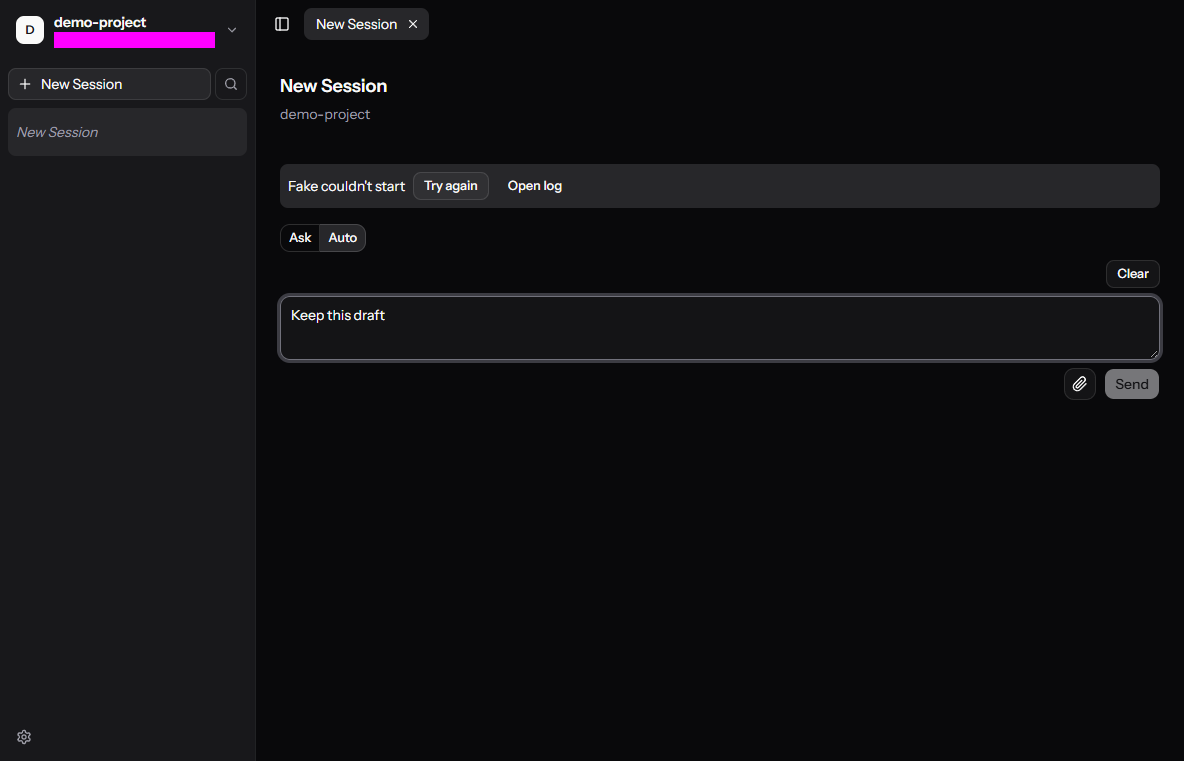 D
demo-project
New Session
New Session
New Session
New Session
demo-project
Fake couldn't start
Try again
Open log
Ask
Auto
Clear
Keep this draft
Send